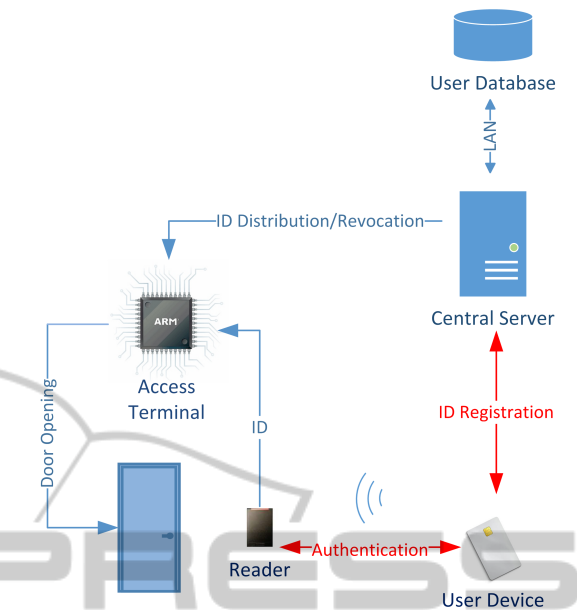 User Database
LAN
ID Distribution/Revocation
Central Server
ARM
Access
Terminal
ID Registration
Door Opening
ID
Authentication
Reader
User Device
PRESS